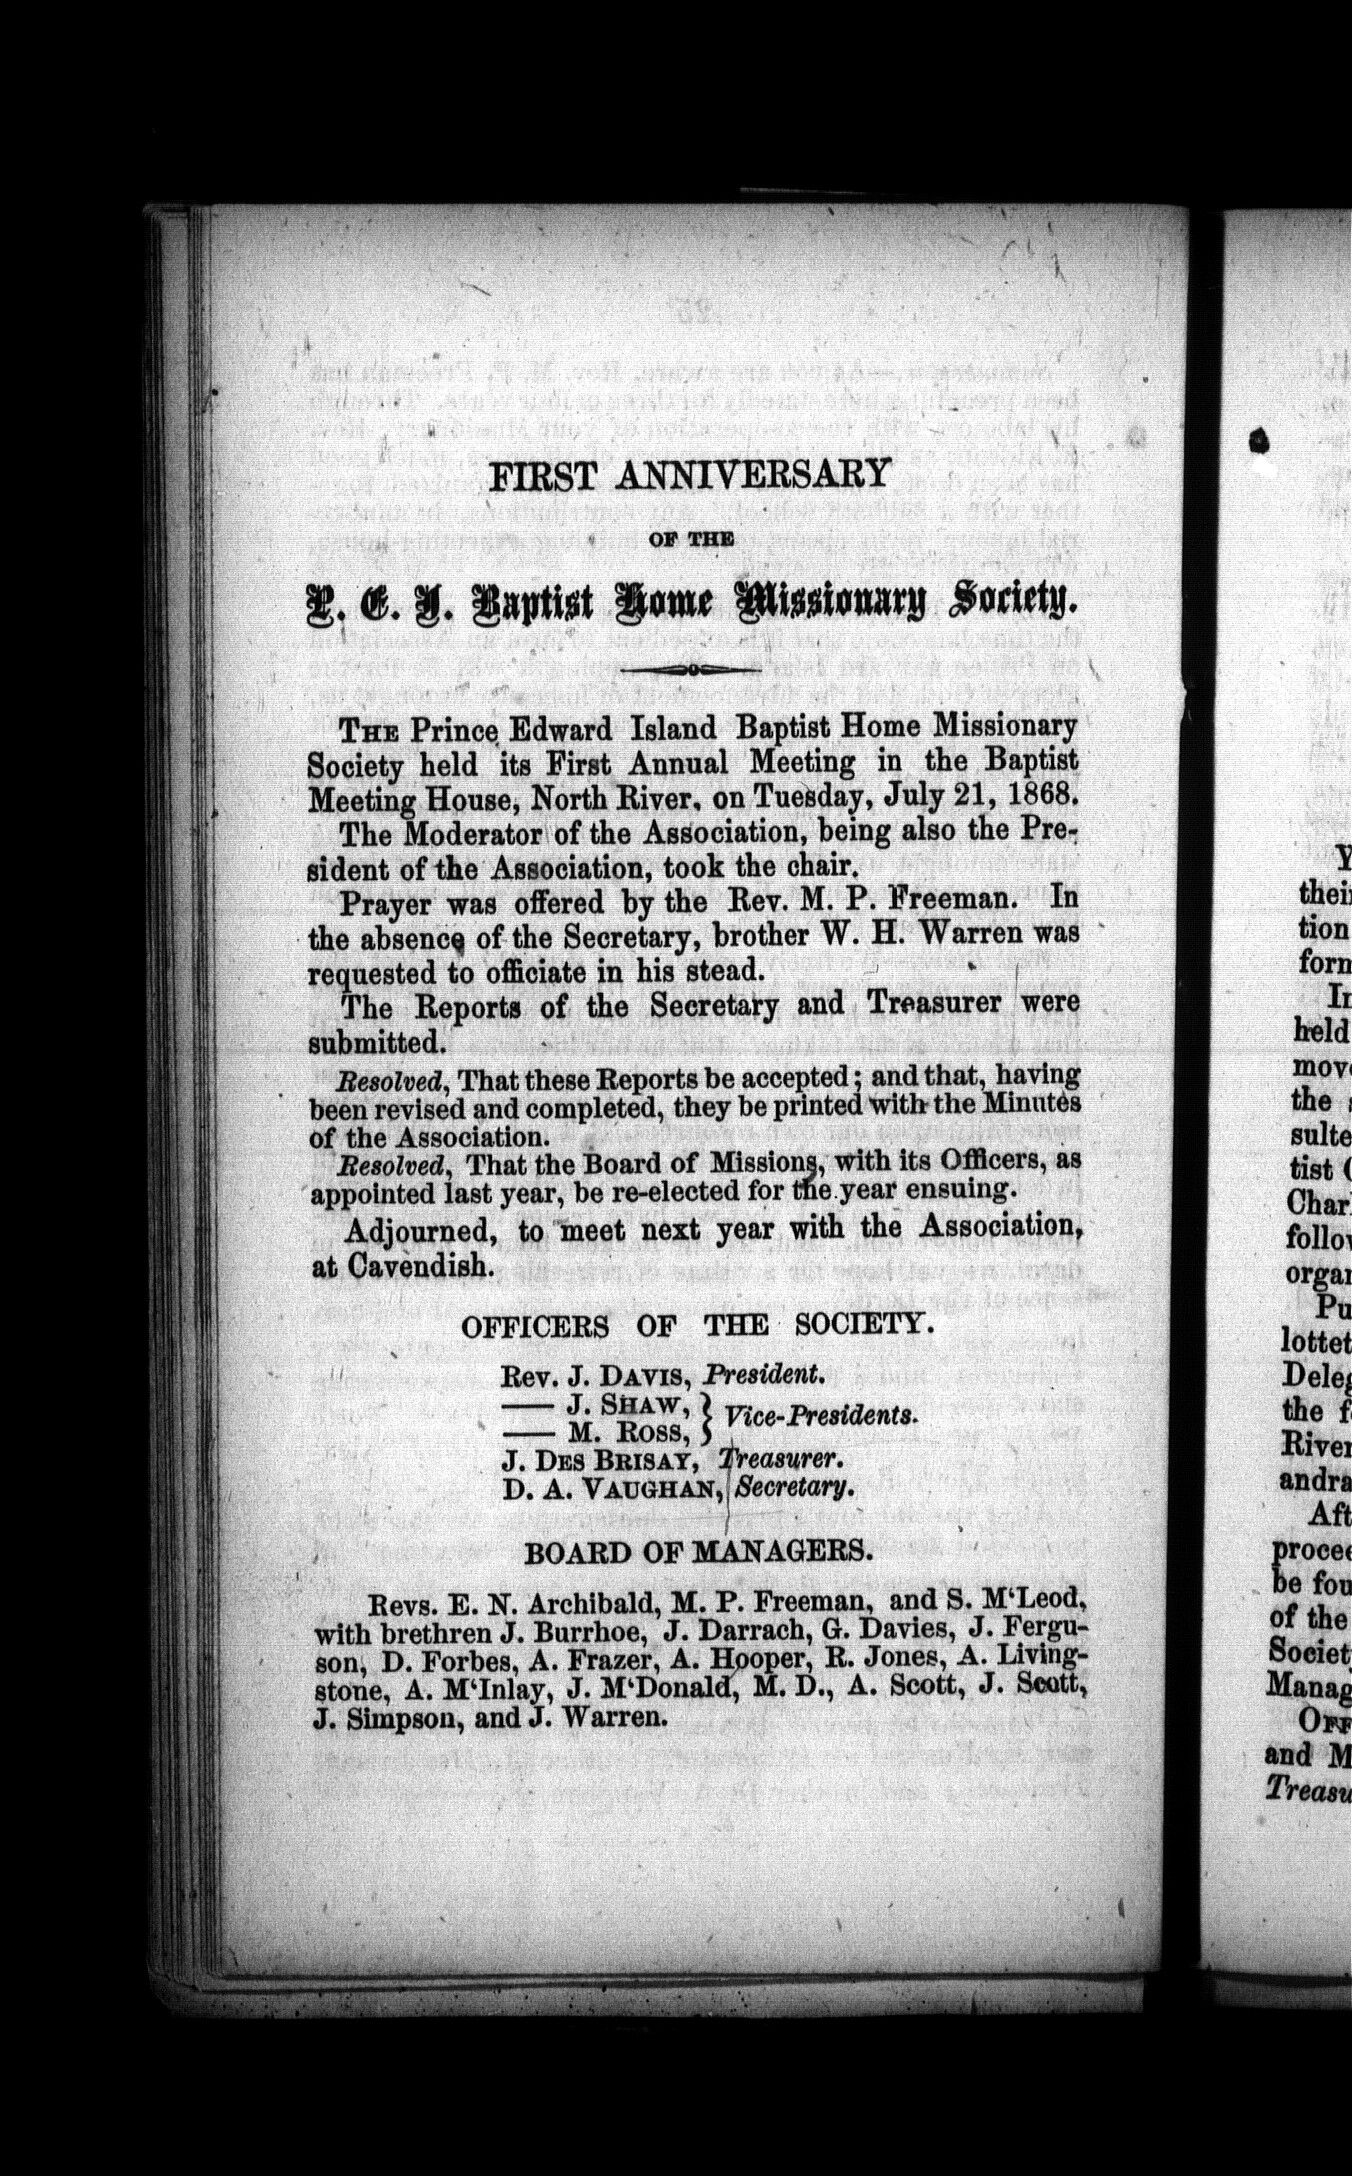 FIRST ANNIVERSARY
OF THE
P. E. I. Baptist Home Missionary Society.
THE Prince Edward Island Baptist Home Missionary
Society held its First Annual Meeting in the Baptist
Meeting House, North River, on Tuesday, July 21, 1868.
The Moderator of the Association, being also the Pre-
sident of the Association, took the chair.
Prayer was offered by the Rev. M. P. Freeman. In
the absence of the Secretary, brother W. H. Warren was
requested to officiate in his stead.
The Reports of the Secretary and Treasurer were
submitted.
Resolved, That these Reports be accepted; and that, having
been revised and completed, they be printed with the Minutes
of the Association.
Resolved, That the Board of Missions, with its Officers, as
appointed last year, be re-elected for the year ensuing.
Adjourned, to meet next year with the Association,
at Cavendish.
OFFICERS OF THE SOCIETY.
REV. J. DAVIS, President.
—— J. SHAW, } Vice-Presidents.
—— M. ROSS,
J. DES BRISAY, Treasurer.
D. A. VAUGHAN, Secretary.
BOARD OF MANAGERS.
Revs. E. N. Archibald, M. P. Freeman, and S. M‘Leod,
with brethren J. Burrhoe, J. Darrach, G. Davies, J. Fergu-
son, D. Forbes, A. Frazer, A. Hooper, R. Jones, A. Living-
stone, A. M‘Inlay, J. M‘Donald, M. D., A. Scott, J. Scott,
J. Simpson, and J. Warren.